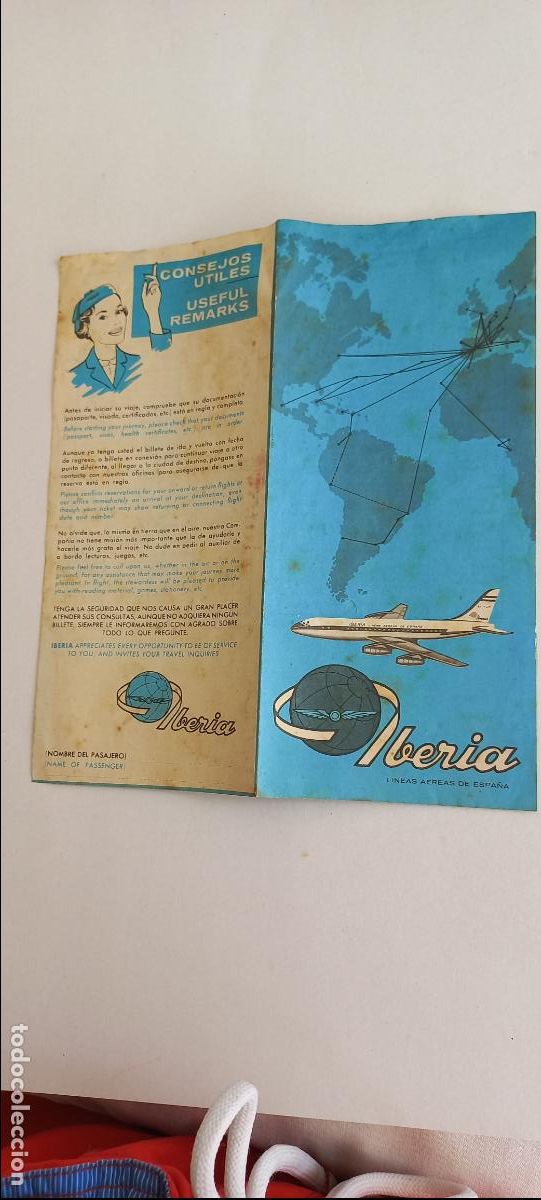 CONSEJOS
UTILES
USEFUL
REMARKS
Antes de iniciar su viaje, compruebe que su documentación
(pasaporte, visado, certificados, etc.) está en regla y completa
Before starting your journey, please check that your documents
(passport, visas, health certificates, etc.) are in order
Aunque ya tenga usted el billete de ida y vuelta con fecha
de regreso, o billete en conexión para continuar viaje a otro
punto diferente, al llegar a la ciudad de destino, póngase en
contacto con nuestras oficinas para asegurarse de que la
reserva está en regla.
Please confirm reservations for your onward or return flights at
our office immediately on arrival at your destination, even
though your ticket may show returning or connecting flight
date and number.
No olvide que, lo mismo en tierra que en el aire, nuestra Com-
pañía no tiene misión más importante que la de ayudarle y
hacerle más grato el viaje. No dude en pedir al auxiliar de
a bordo lecturas, juegos, etc.
Please feel free to call upon us, whether in the air or on the
ground, for any assistance that may make your journey more
pleasant. In flight, the stewardess will be pleased to provide
you with reading material, games, stationery, etc.
TENGA LA SEGURIDAD QUE NOS CAUSA UN GRAN PLACER
ATENDER SUS CONSULTAS, AUNQUE NO ADQUIERA NINGUN
BILLETE, SIEMPRE LE INFORMAREMOS CON AGRADO SOBRE
TODO LO QUE PREGUNTE.
IBERIA APPRECIATES EVERY OPPORTUNITY TO BE OF SERVICE
TO YOU, AND INVITES YOUR TRAVEL INQUIRIES
Iberia
(NOMBRE DEL PASAJERO)
(NAME OF PASSENGER)
IBERIA
LINEAS AEREAS DE ESPAÑA
Iberia
LINEAS AEREAS DE ESPAÑA
todocoleccion